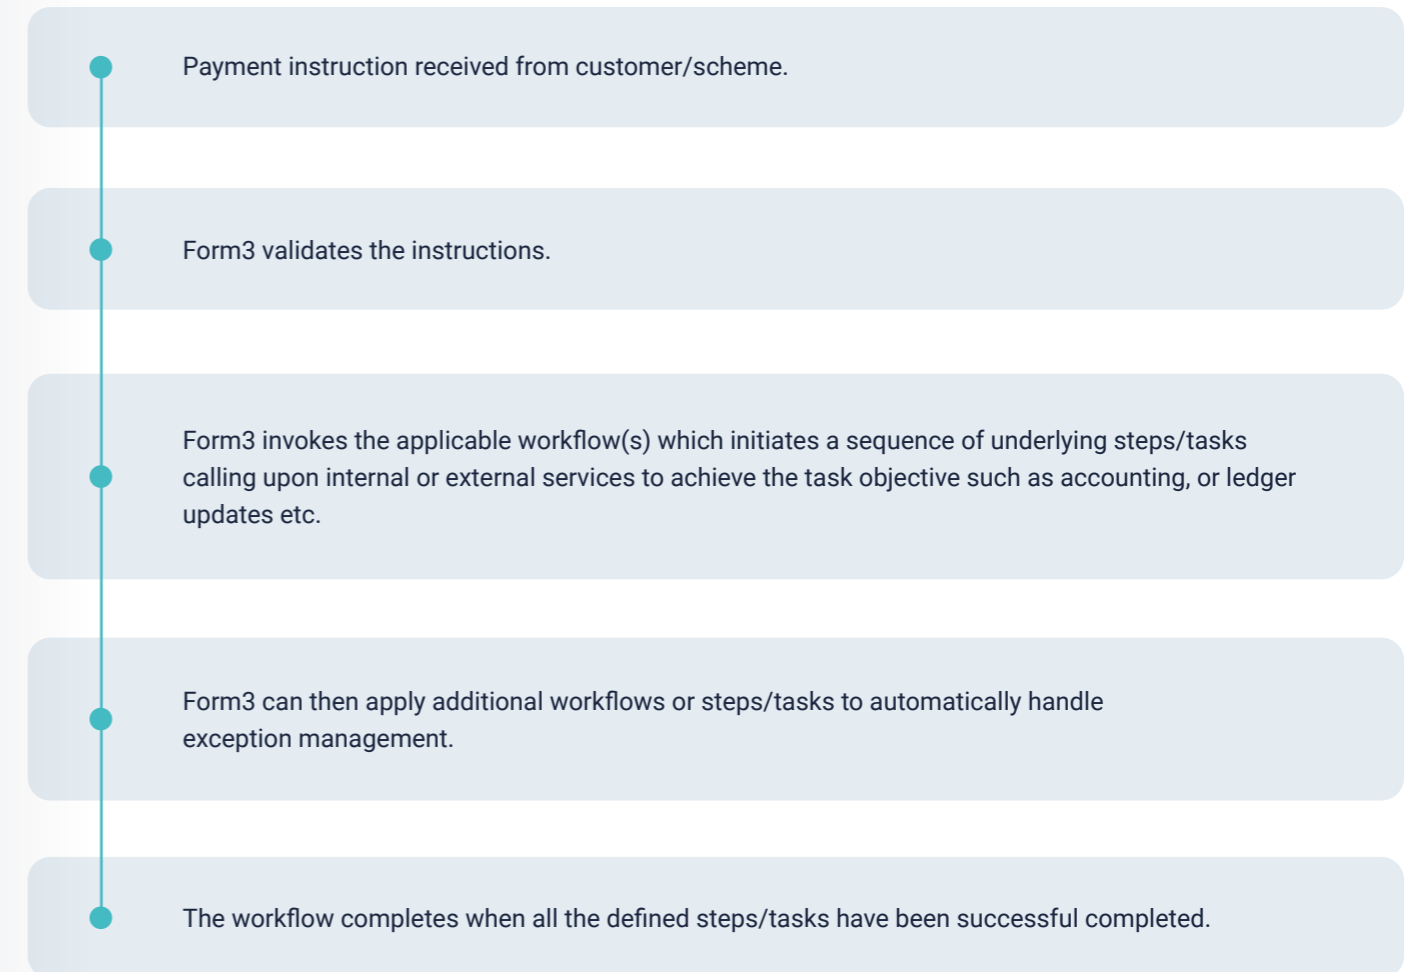 Payment instruction received from customer/scheme.
Form3 validates the instructions.
Form3 invokes the applicable workflow(s) which initiates a sequence of underlying steps/tasks
calling upon internal or external services to achieve the task objective such as accounting, or ledger
updates etc.
Form3 can then apply additional workflows or steps/tasks to automatically handle
exception management.
The workflow completes when all the defined steps/tasks have been successful completed.